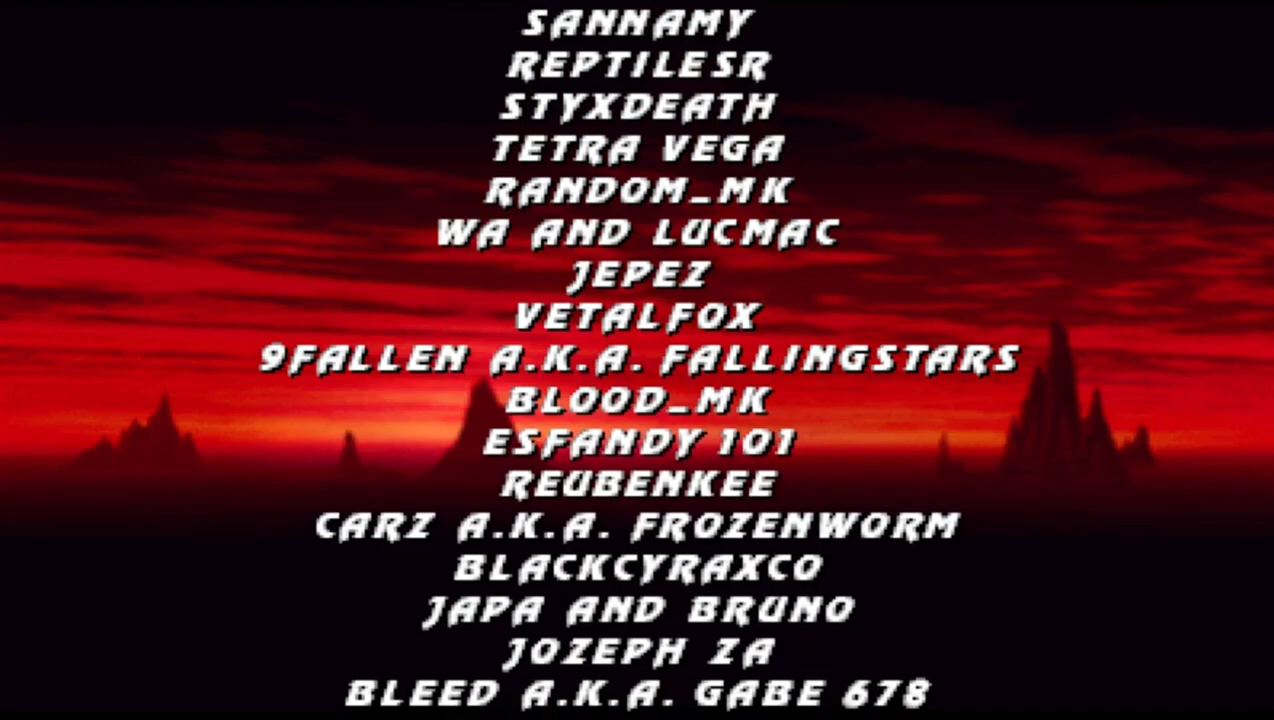 SANNAMY
REPTILESR
STYXDEATH
TETRA VEGA
RANDOM_MK
WA AND LUCMAC
JEPEZ
VETALFOX
9FALLEN A.K.A. FALLINGSTARS
BLOOD_MK
ESFANDY 101
REUBENKEE
CARZ A.K.A. FROZENWORM
BLACKCYRAXCO
JAPA AND BRUNO
JOZEPH ZA
BLEED A.K.A. GABE 678